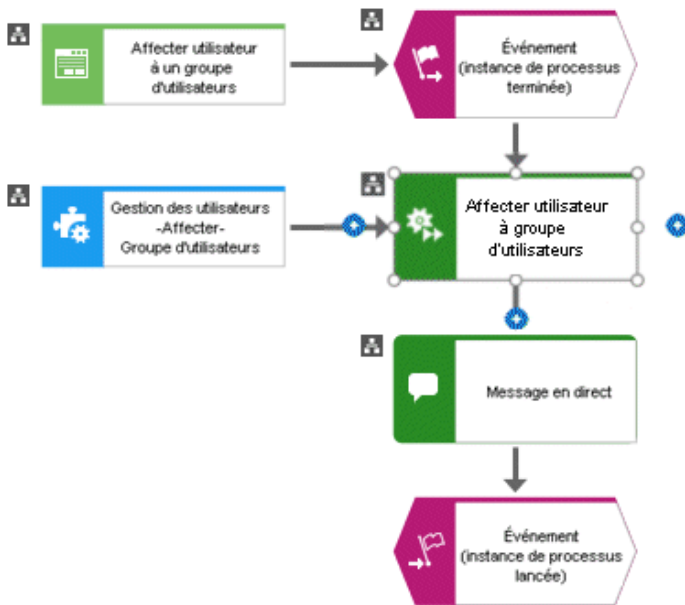 Affecter utilisateur
à un groupe
d'utilisateurs
Événement
(instance de processus
terminée)
Gestion des utilisateurs
-Affecter-
Groupe d'utilisateurs
Affecter utilisateur
à groupe
d'utilisateurs
Message en direct
Événement
(instance de processus
lancée)